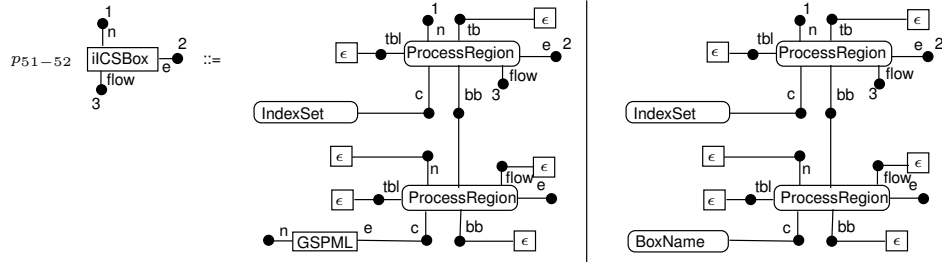 p51−52 ilCSBox ::=
1
n
2
e
flow
3
1
n
tb
ϵ
ϵ
tbl
ProcessRegion
e
2
flow
3
c
bb
IndexSet
ϵ
n
flow
ϵ
ϵ
tbl
ProcessRegion
e
n
GSPML
e
c
bb
ϵ
1
n
tb
ϵ
ϵ
tbl
ProcessRegion
e
2
flow
3
c
bb
IndexSet
ϵ
n
flow
ϵ
ϵ
tbl
ProcessRegion
e
BoxName
c
bb
ϵ